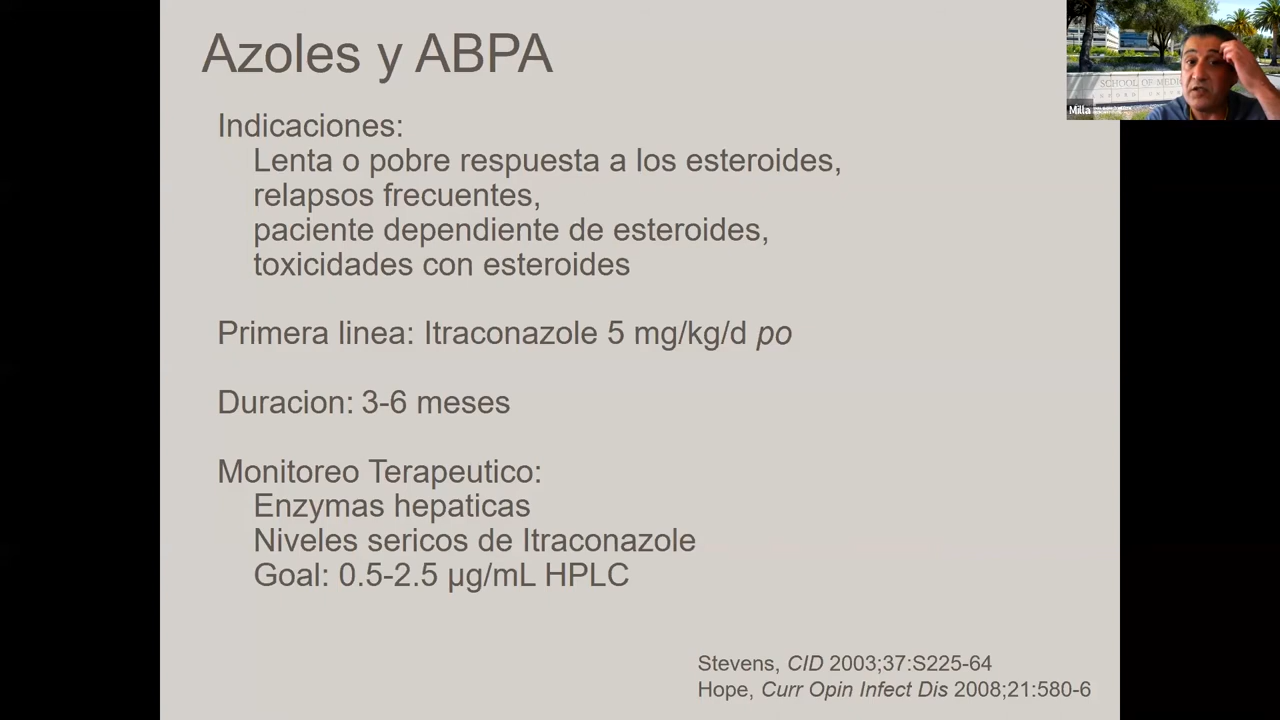 Azoles y ABPA
Indicaciones:
Lenta o pobre respuesta a los esteroides,
relapsos frecuentes,
paciente dependiente de esteroides,
toxicidades con esteroides
Primera linea: Itraconazole 5 mg/kg/d po
Duracion: 3-6 meses
Monitoreo Terapeutico:
Enzymas hepaticas
Niveles sericos de Itraconazole
Goal: 0.5-2.5 µg/mL HPLC
Stevens, CID 2003;37:S225-64
Hope, Curr Opin Infect Dis 2008;21:580-6
SCHOOL OF
Milla